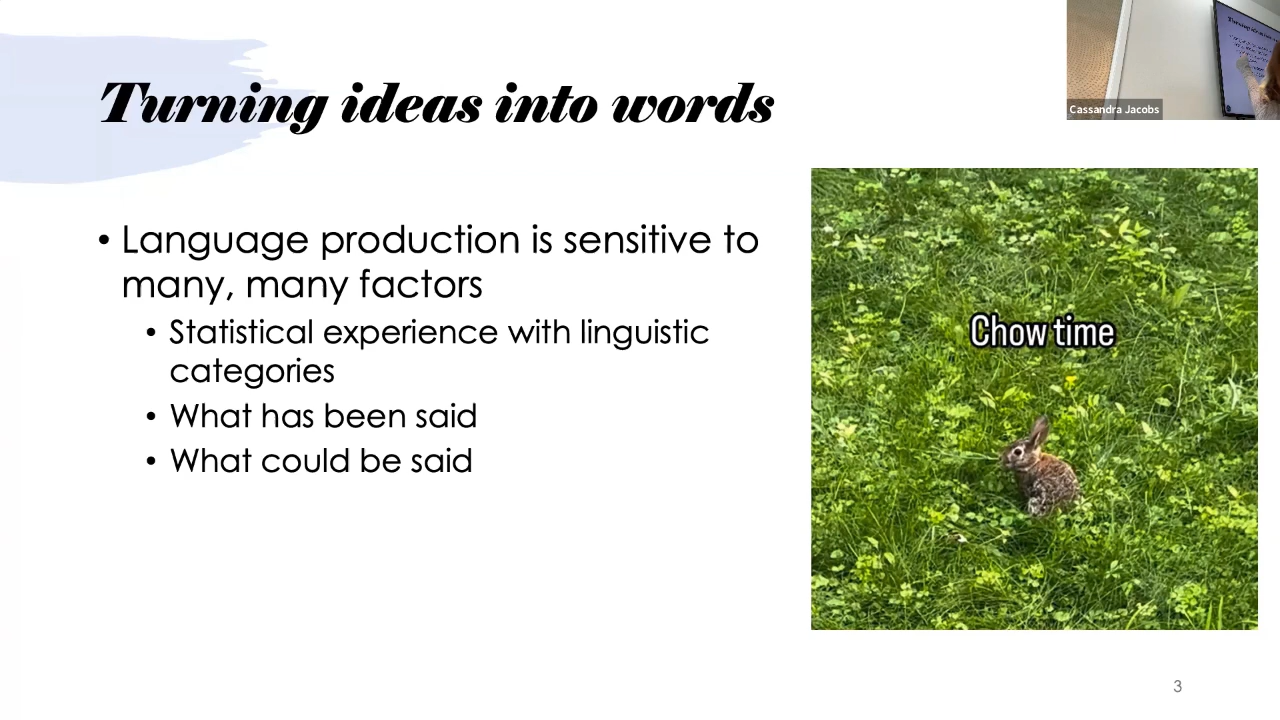 Turning ideas into words
Cassandra Jacobs
• Language production is sensitive to
many, many factors
• Statistical experience with linguistic
categories
• What has been said
• What could be said
Chow time
3